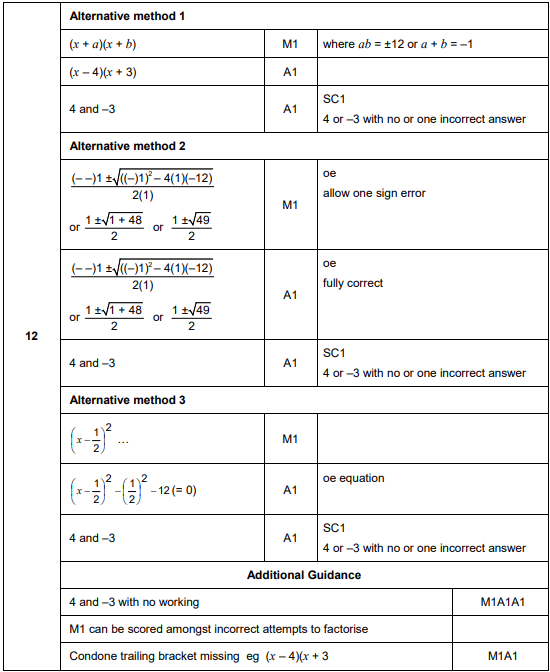 Alternative method 1
(x + a)(x + b) M1 where ab = ±12 or a + b = –1
(x – 4)(x + 3) A1
4 and –3 A1 SC1
4 or –3 with no or one incorrect answer
Alternative method 2
(– –)1 ±√((–)1)² – 4(1)(–12)
2(1)
or 1 ±√1 + 48 or 1 ±√49
2 2
M1 oe
allow one sign error
(– –)1 ±√((–)1)² – 4(1)(–12)
2(1)
or 1 ±√1 + 48 or 1 ±√49
2 2
A1 oe
fully correct
12
4 and –3 A1 SC1
4 or –3 with no or one incorrect answer
Alternative method 3
(x – 1/2)² ... M1
(x – 1/2)² – (1/2)² – 12 (= 0) A1 oe equation
4 and –3 A1 SC1
4 or –3 with no or one incorrect answer
Additional Guidance
4 and –3 with no working M1A1A1
M1 can be scored amongst incorrect attempts to factorise
Condone trailing bracket missing eg (x – 4)(x + 3 M1A1